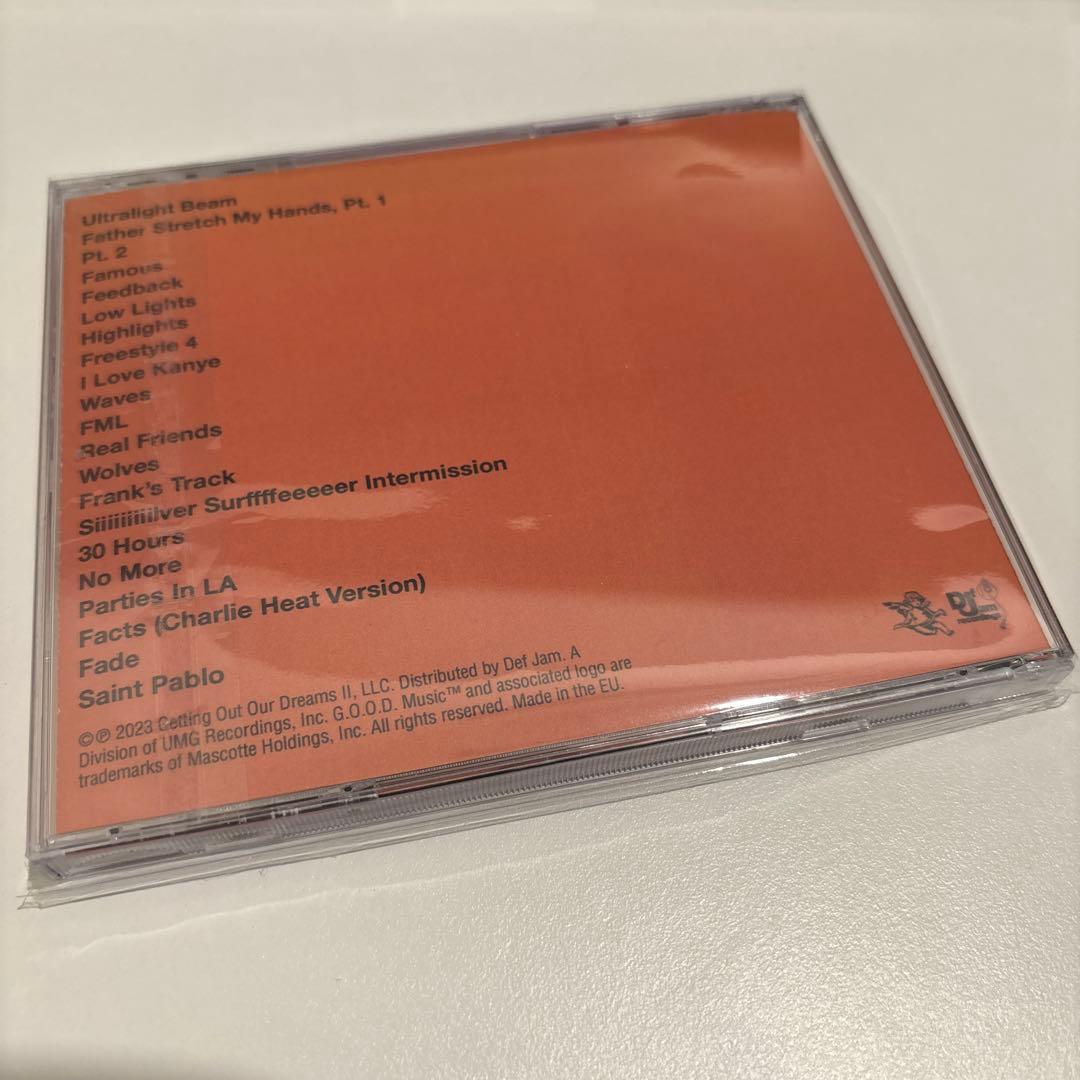 Ultralight Beam
Father Stretch My Hands, Pt. 1
Pt. 2
Famous
Feedback
Low Lights
Highlights
Freestyle 4
I Love Kanye
Waves
FML
Real Friends
Wolves
Frank's Track
Siiiiiiiiilver Surffffeeeeer Intermission
30 Hours
No More
Parties In LA
Facts (Charlie Heat Version)
Fade
Saint Pablo
©℗ 2023 Getting Out Our Dreams II, LLC. Distributed by Def Jam. A
Division of UMG Recordings, Inc. G.O.O.D. Music™ and associated logo are
trademarks of Mascotte Holdings, Inc. All rights reserved. Made in the EU.